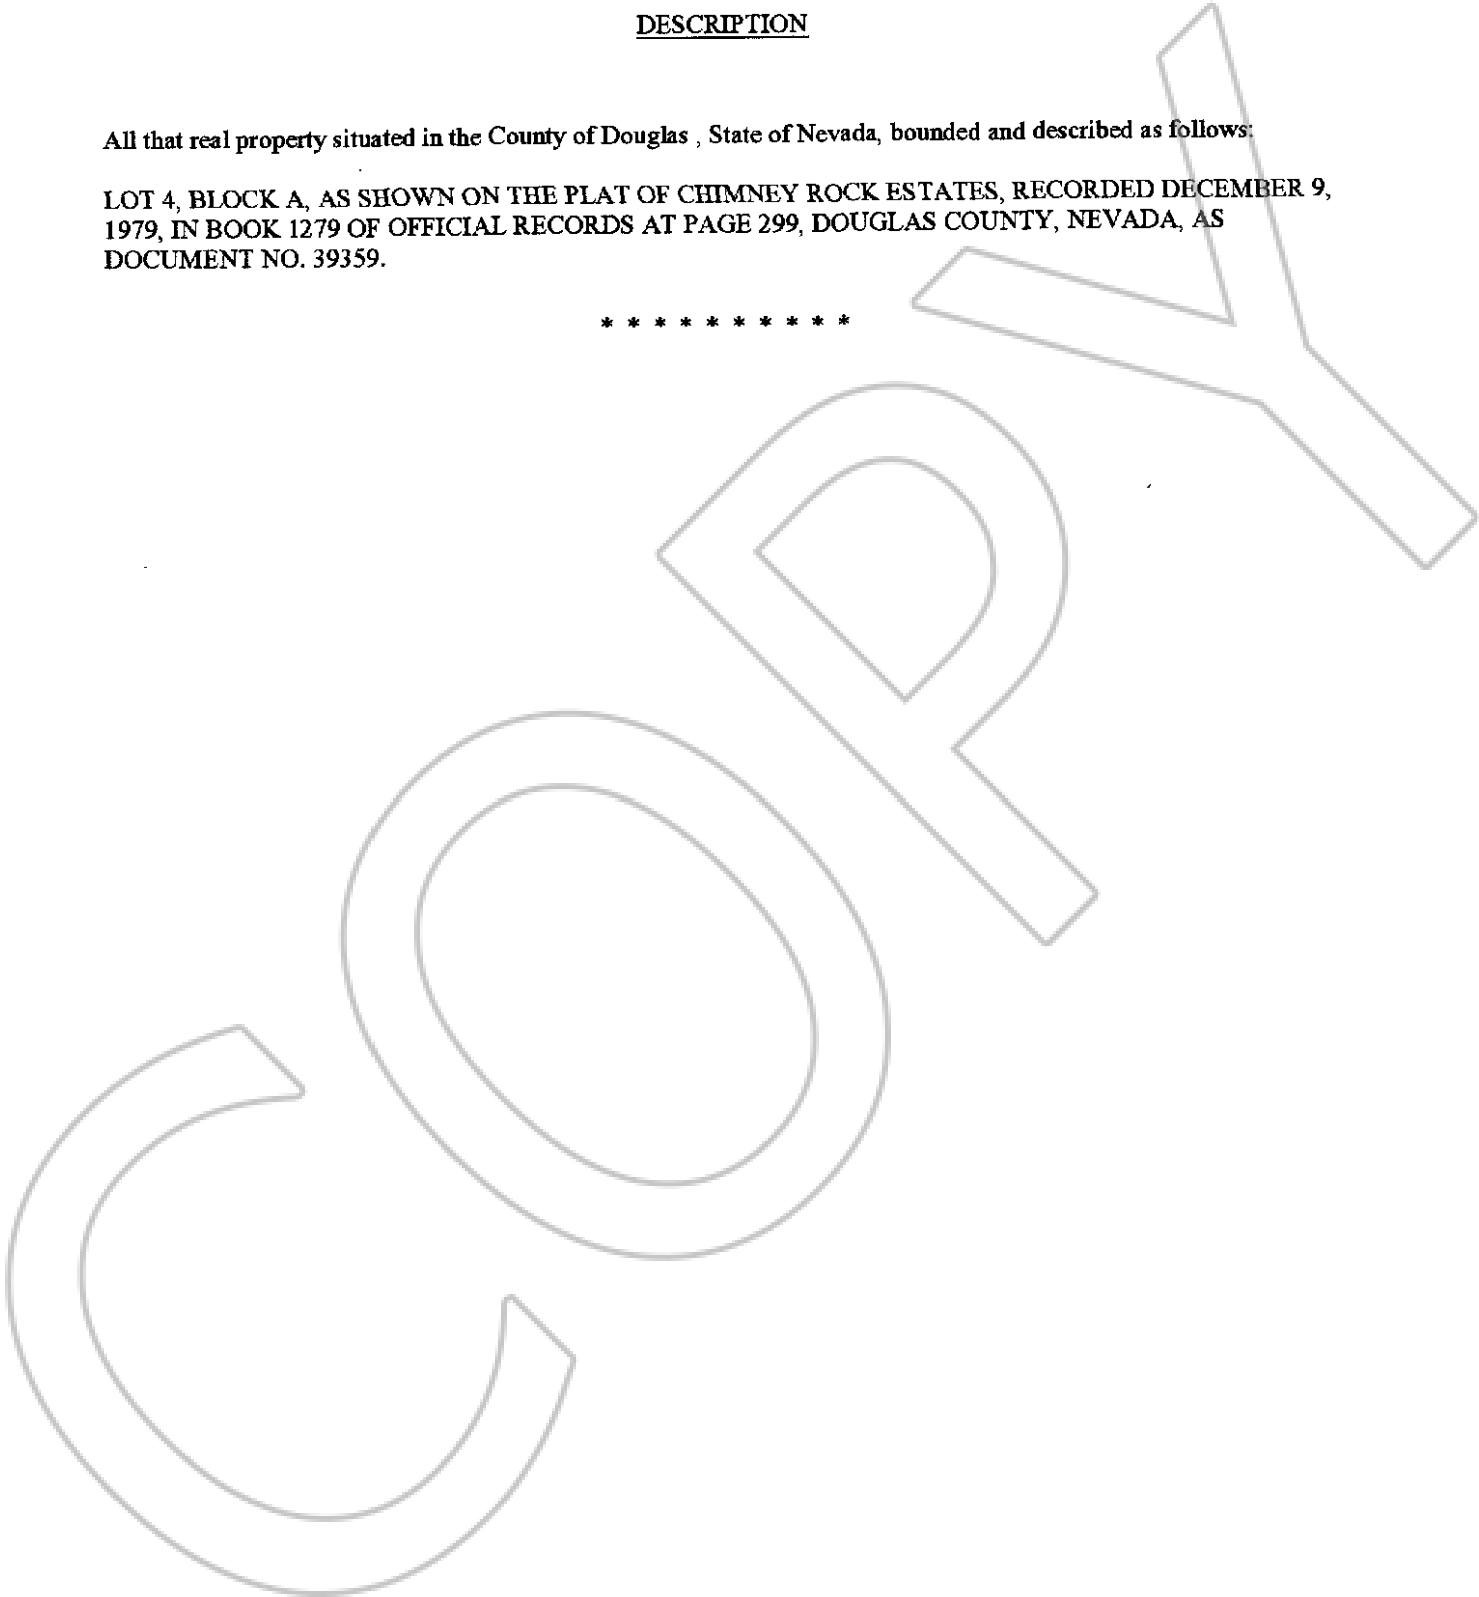 DESCRIPTION
All that real property situated in the County of Douglas , State of Nevada, bounded and described as follows:
LOT 4, BLOCK A, AS SHOWN ON THE PLAT OF CHIMNEY ROCK ESTATES, RECORDED DECEMBER 9,
1979, IN BOOK 1279 OF OFFICIAL RECORDS AT PAGE 299, DOUGLAS COUNTY, NEVADA, AS
DOCUMENT NO. 39359.
* * * * * * * * * *
COPY